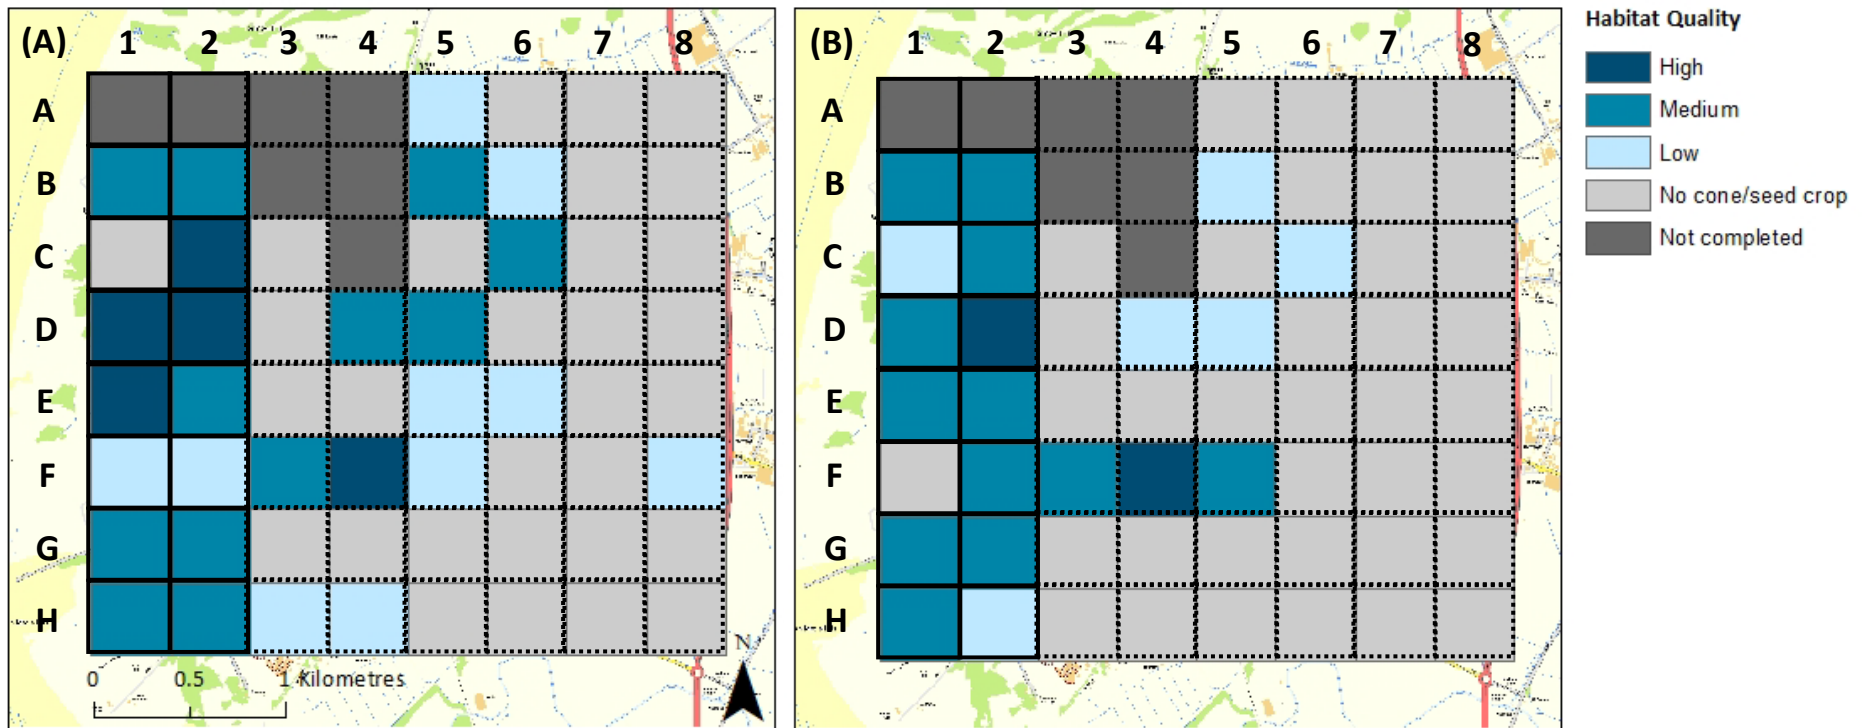 (A) 1 2 3 4 5 6 7 8
A
B
C
D
E
F
G
H
0 0.5 1 Kilometres
N
(B) 1 2 3 4 5 6 7 8
A
B
C
D
E
F
G
H
Habitat Quality
High
Medium
Low
No cone/seed crop
Not completed